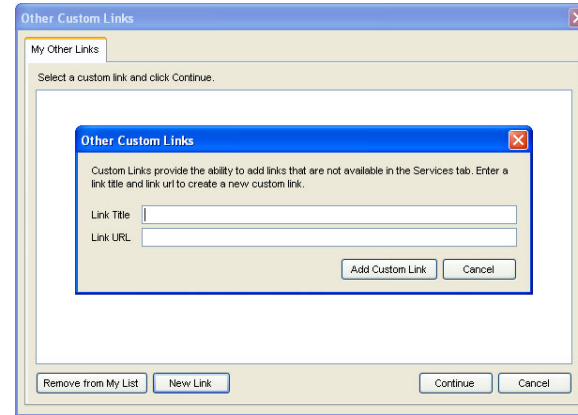 Other Custom Links
My Other Links
Select a custom link and click Continue.
Other Custom Links
Custom Links provide the ability to add links that are not available in the Services tab. Enter a
link title and link url to create a new custom link.
Link Title
Link URL
Add Custom Link Cancel
Remove from My List New Link Continue Cancel